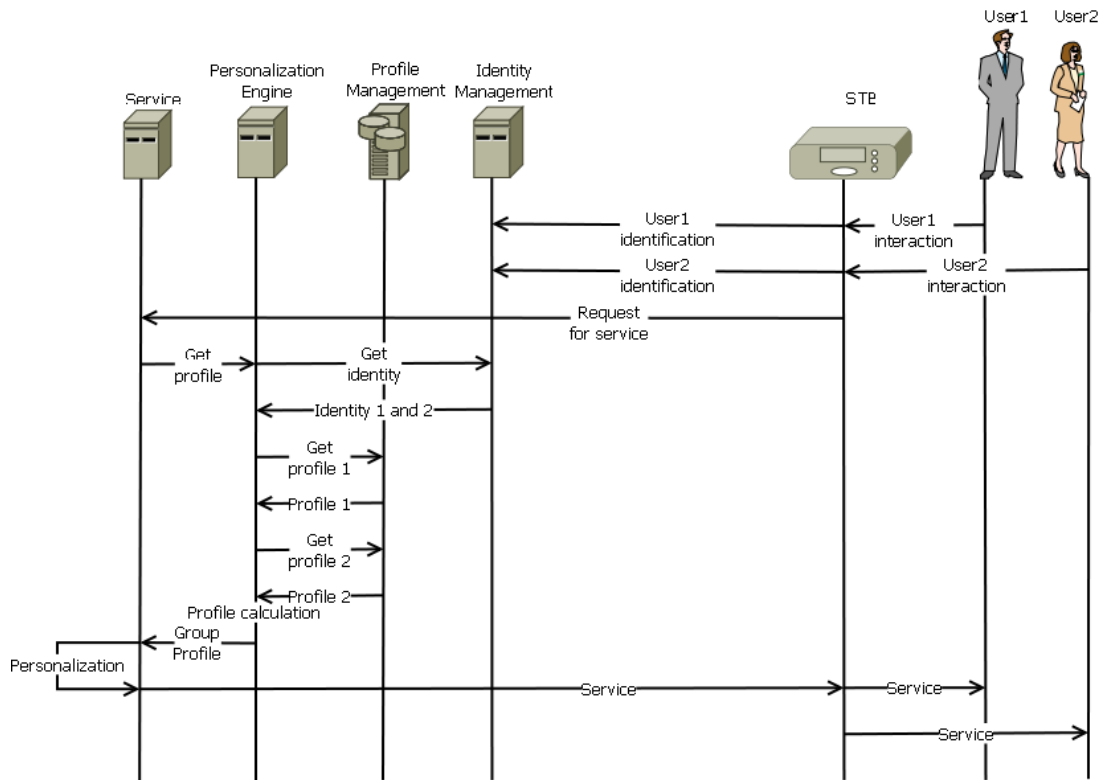 User1
User2
Personalization
Engine
Profile
Management
Identity
Management
Service
STB
User1
identification
User1
interaction
User2
identification
User2
interaction
Request
for service
Get
profile
Get
identity
Identity 1 and 2
Get
profile 1
Profile 1
Get
profile 2
Profile 2
Profile calculation
Group
Profile
Personalization
Service
Service
Service